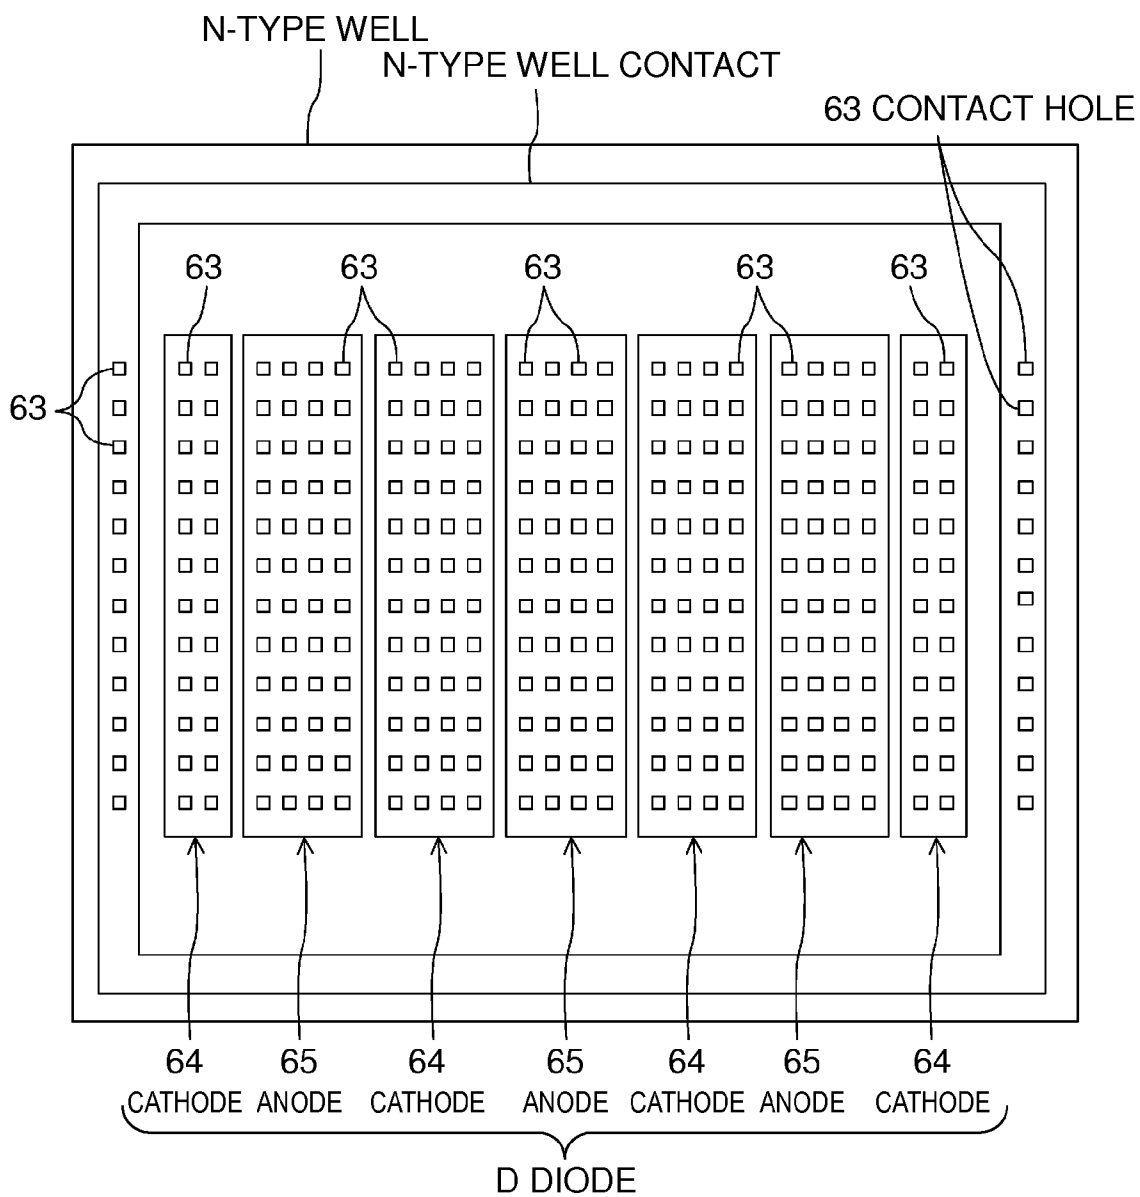 N-TYPE WELL
N-TYPE WELL CONTACT
63 CONTACT HOLE
63 63 63 63 63
63
64 65 64 65 64 65 64
CATHODE ANODE CATHODE ANODE CATHODE ANODE CATHODE
D DIODE